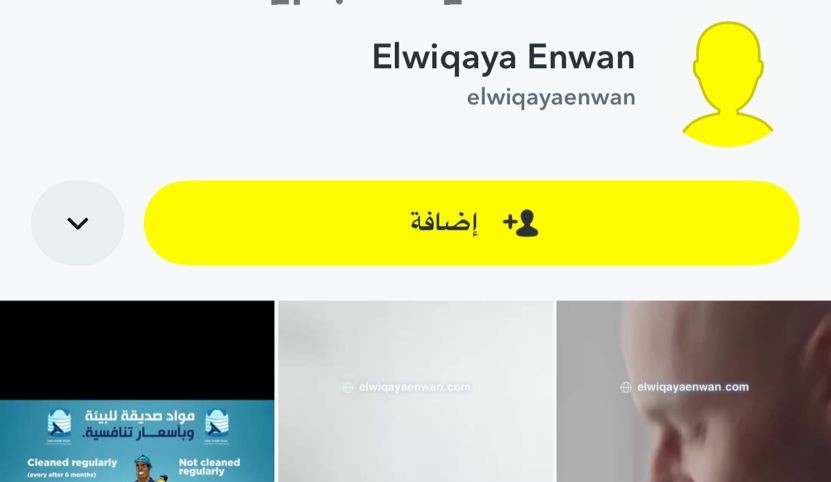 Elwiqaya Enwan
elwiqayaenwan
إضافة
مواد صديقة للبيئة
وبأسعـــار تنافسية.
Cleaned regularly
(every after 6 months)
Not cleaned
regularly
elwiqayaenwan.com
elwiqayaenwan.com